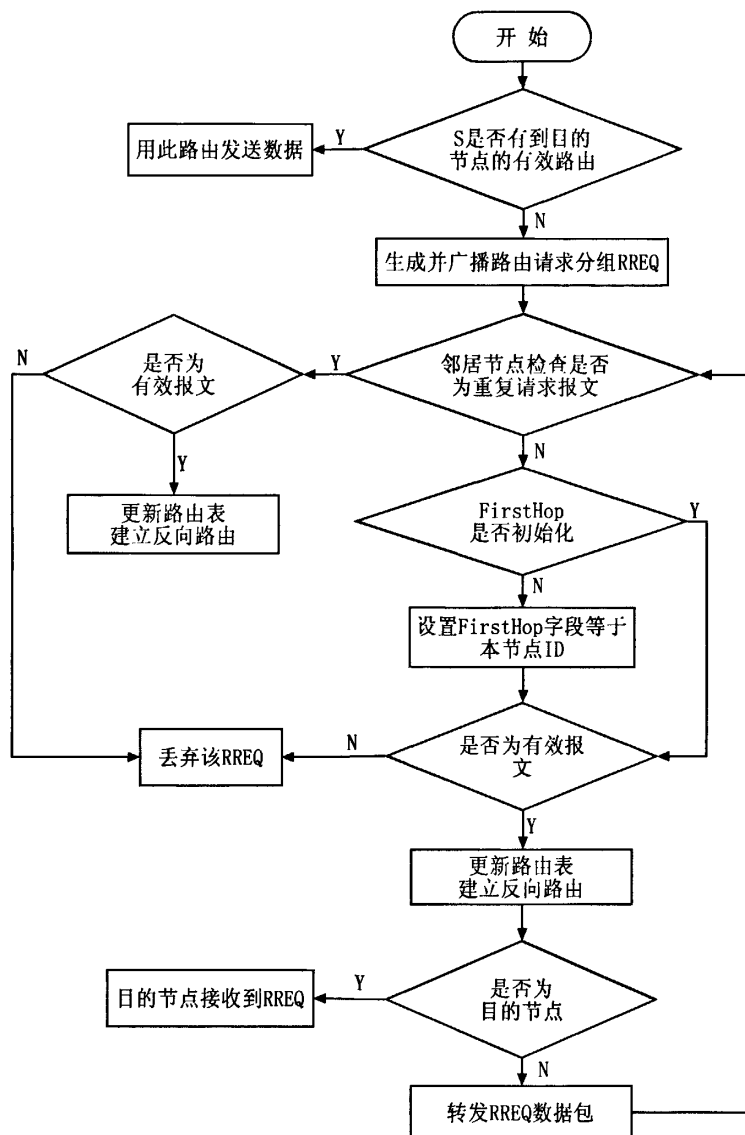 开 始
S是否有到目的
节点的有效路由
Y
用此路由发送数据
N
生成并广播路由请求分组RREQ
邻居节点检查是否
为重复请求报文
Y
是否为
有效报文
N
Y
更新路由表
建立反向路由
N
FirstHop
是否初始化
Y
N
设置FirstHop字段等于
本节点ID
是否为有效报
文
N
丢弃该RREQ
Y
更新路由表
建立反向路由
是否为
目的节点
Y
目的节点接收到RREQ
N
转发RREQ数据包